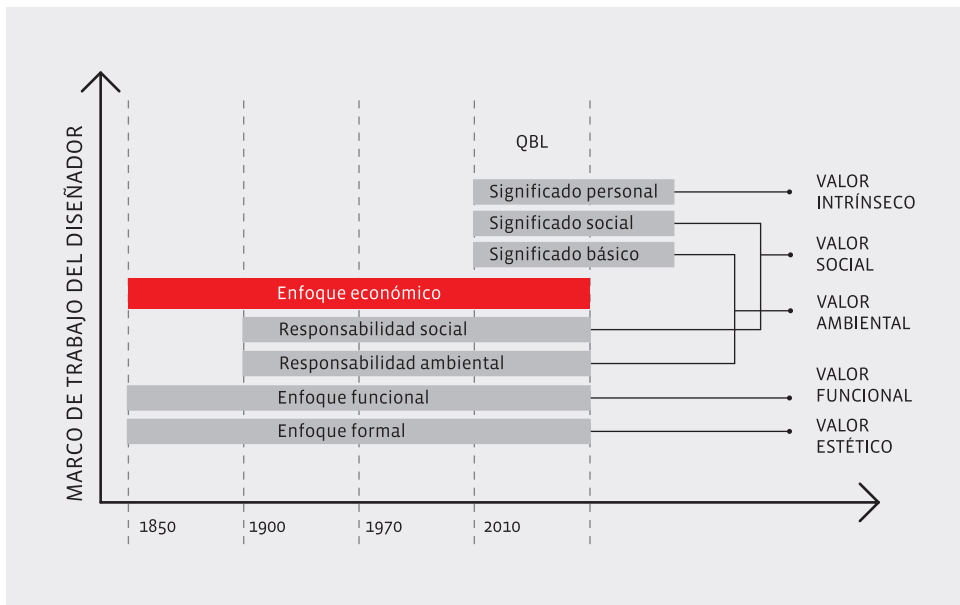 MARCO DE TRABAJO DEL DISEÑADOR
QBL
Significado personal
Significado social
Significado básico
Enfoque económico
Responsabilidad social
Responsabilidad ambiental
Enfoque funcional
Enfoque formal
VALOR
INTRÍNSECO
VALOR
SOCIAL
VALOR
AMBIENTAL
VALOR
FUNCIONAL
VALOR
ESTÉTICO
1850
1900
1970
2010